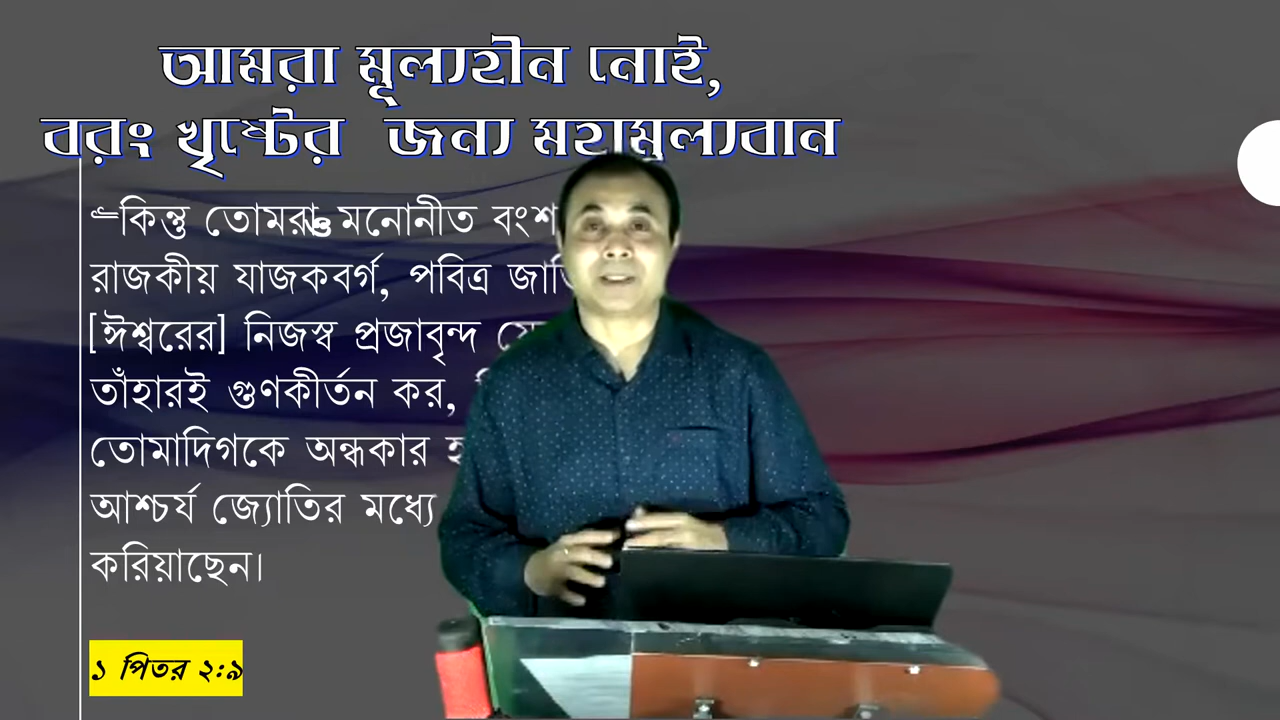 আমরা মূল্যহীন নোই,
বরং খৃষ্টের জন্য মহামূল্যবান
কিন্তু তোমরাও মনোনীত বংশ
রাজকীয় যাজকবর্গ, পবিত্র
[ঈশ্বরের] নিজস্ব প্রজাবৃন্দ
তাঁহারই গুণকীর্তন কর,
তোমাদিগকে অন্ধকার
আশ্চর্য জ্যোতির মধ্যে
করিয়াছেন।
১ পিতর ২:৯